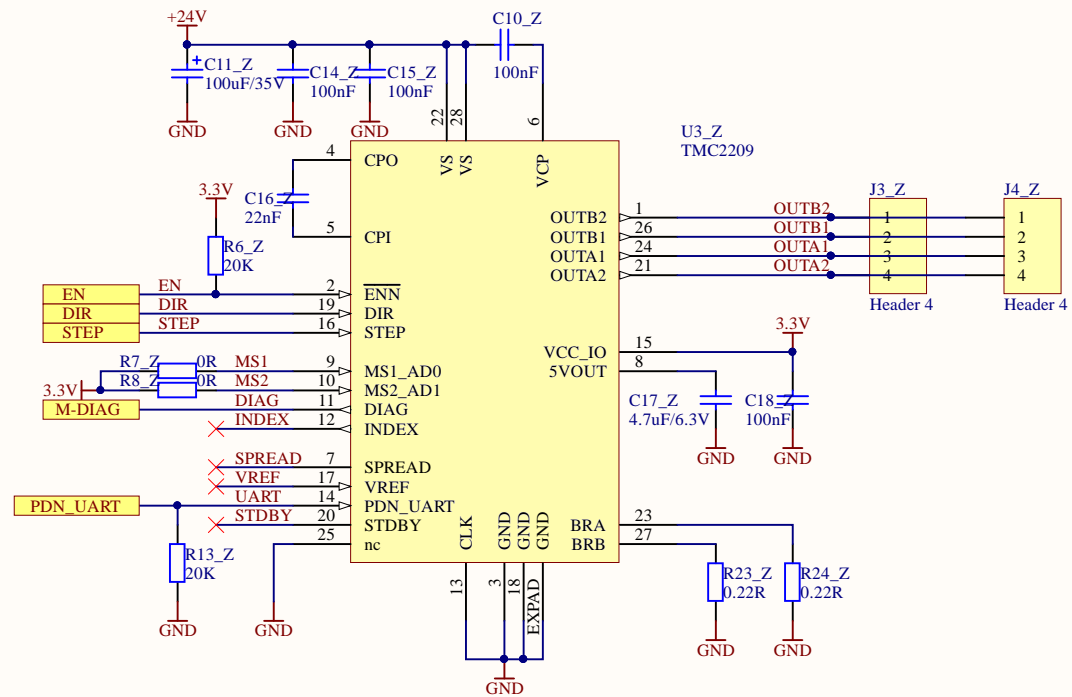 +24V
C10_Z
100nF
C11_Z
100uF/35V
C14_Z
100nF
C15_Z
100nF
GND
GND
GND
22
28
6
U3_Z
TMC2209
4
CPO
VS
VS
VCP
3.3V
C16_Z
22nF
J3_Z
J4_Z
5
CPI
R6_Z
20K
OUTB2
1
OUTB2
1
1
OUTB1
26
OUTB1
2
2
OUTA1
24
OUTA1
3
3
OUTA2
21
OUTA2
4
4
Header 4
Header 4
EN
EN
2
ENN
DIR
DIR
19
DIR
STEP
STEP
16
STEP
3.3V
VCC_IO
15
5VOUT
8
R7_Z
0R
MS1
9
MS1_AD0
R8_Z
0R
MS2
10
MS2_AD1
3.3V
M-DIAG
DIAG
11
DIAG
INDEX
12
INDEX
C17_Z
4.7uF/6.3V
C18_Z
100nF
GND
GND
SPREAD
7
SPREAD
VREF
17
VREF
PDN_UART
UART
14
PDN_UART
STDBY
20
STDBY
25
nc
CLK
GND
GND
GND
BRA
23
BRB
27
R13_Z
20K
R23_Z
0.22R
R24_Z
0.22R
13
3
18
EXPAD
GND
GND
GND
GND
GND